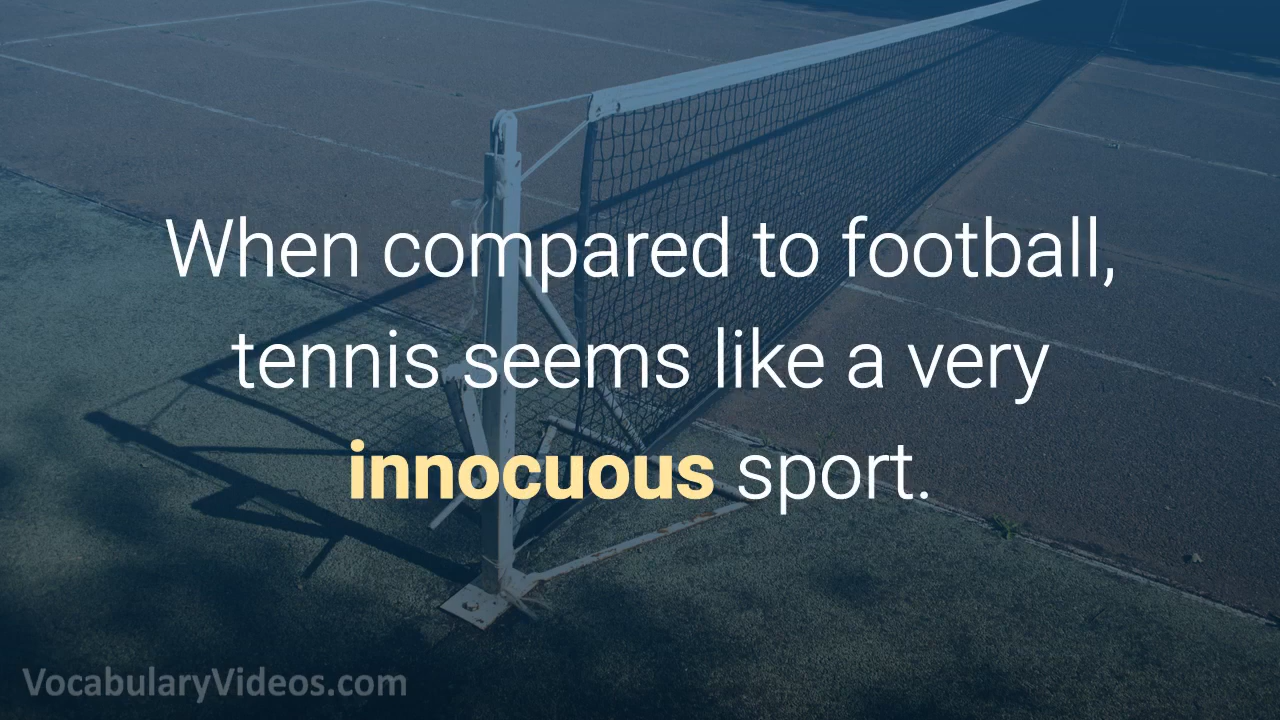 When compared to football,
tennis seems like a very
innocuous sport.
VocabularyVideos.com